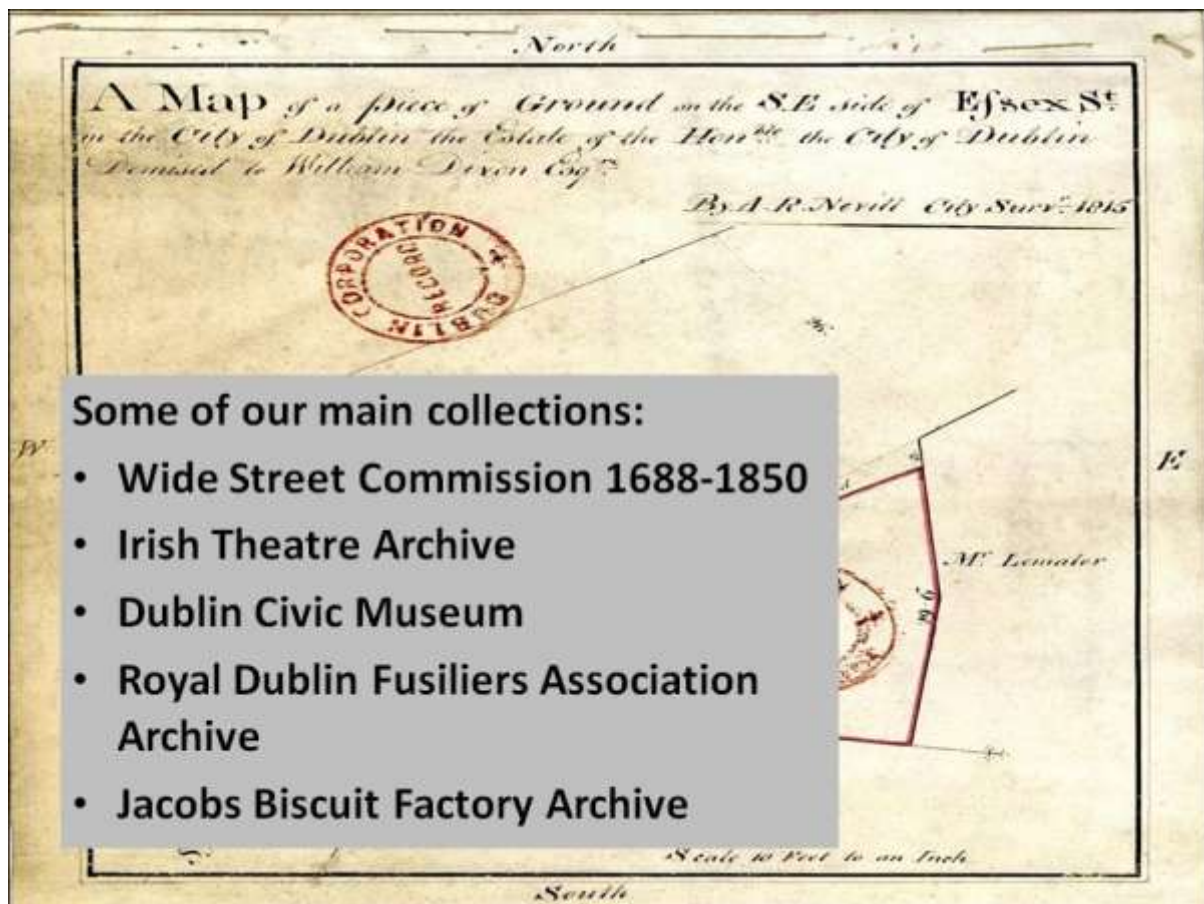 North
A Map of a piece of Ground on the S.E side of Eſsex St.
in the City of Dublin the Estate of the Honble the City of Dublin
Demised to William Dixon Esqr.
By A. R. Nevill City Survr. 1815
DUBLIN CORPORATION
RECORD
Some of our main collections:
W
• Wide Street Commission 1688-1850
E
• Irish Theatre Archive
Mr. Lemater
• Dublin Civic Museum
• Royal Dublin Fusiliers Association
Archive
• Jacobs Biscuit Factory Archive
Scale 10 Feet to an Inch
South